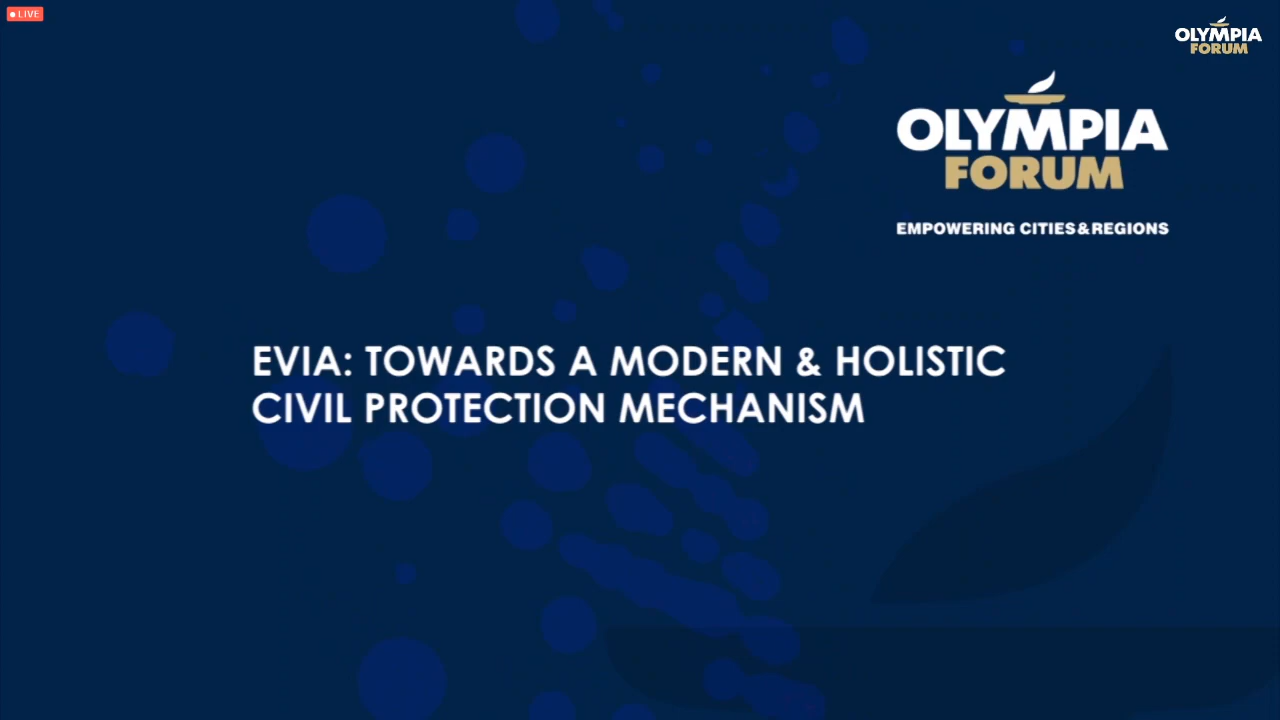 LIVE
OLYMPIA
FORUM
OLYMPIA
FORUM
EMPOWERING CITIES & REGIONS
EVIA: TOWARDS A MODERN & HOLISTIC
CIVIL PROTECTION MECHANISM